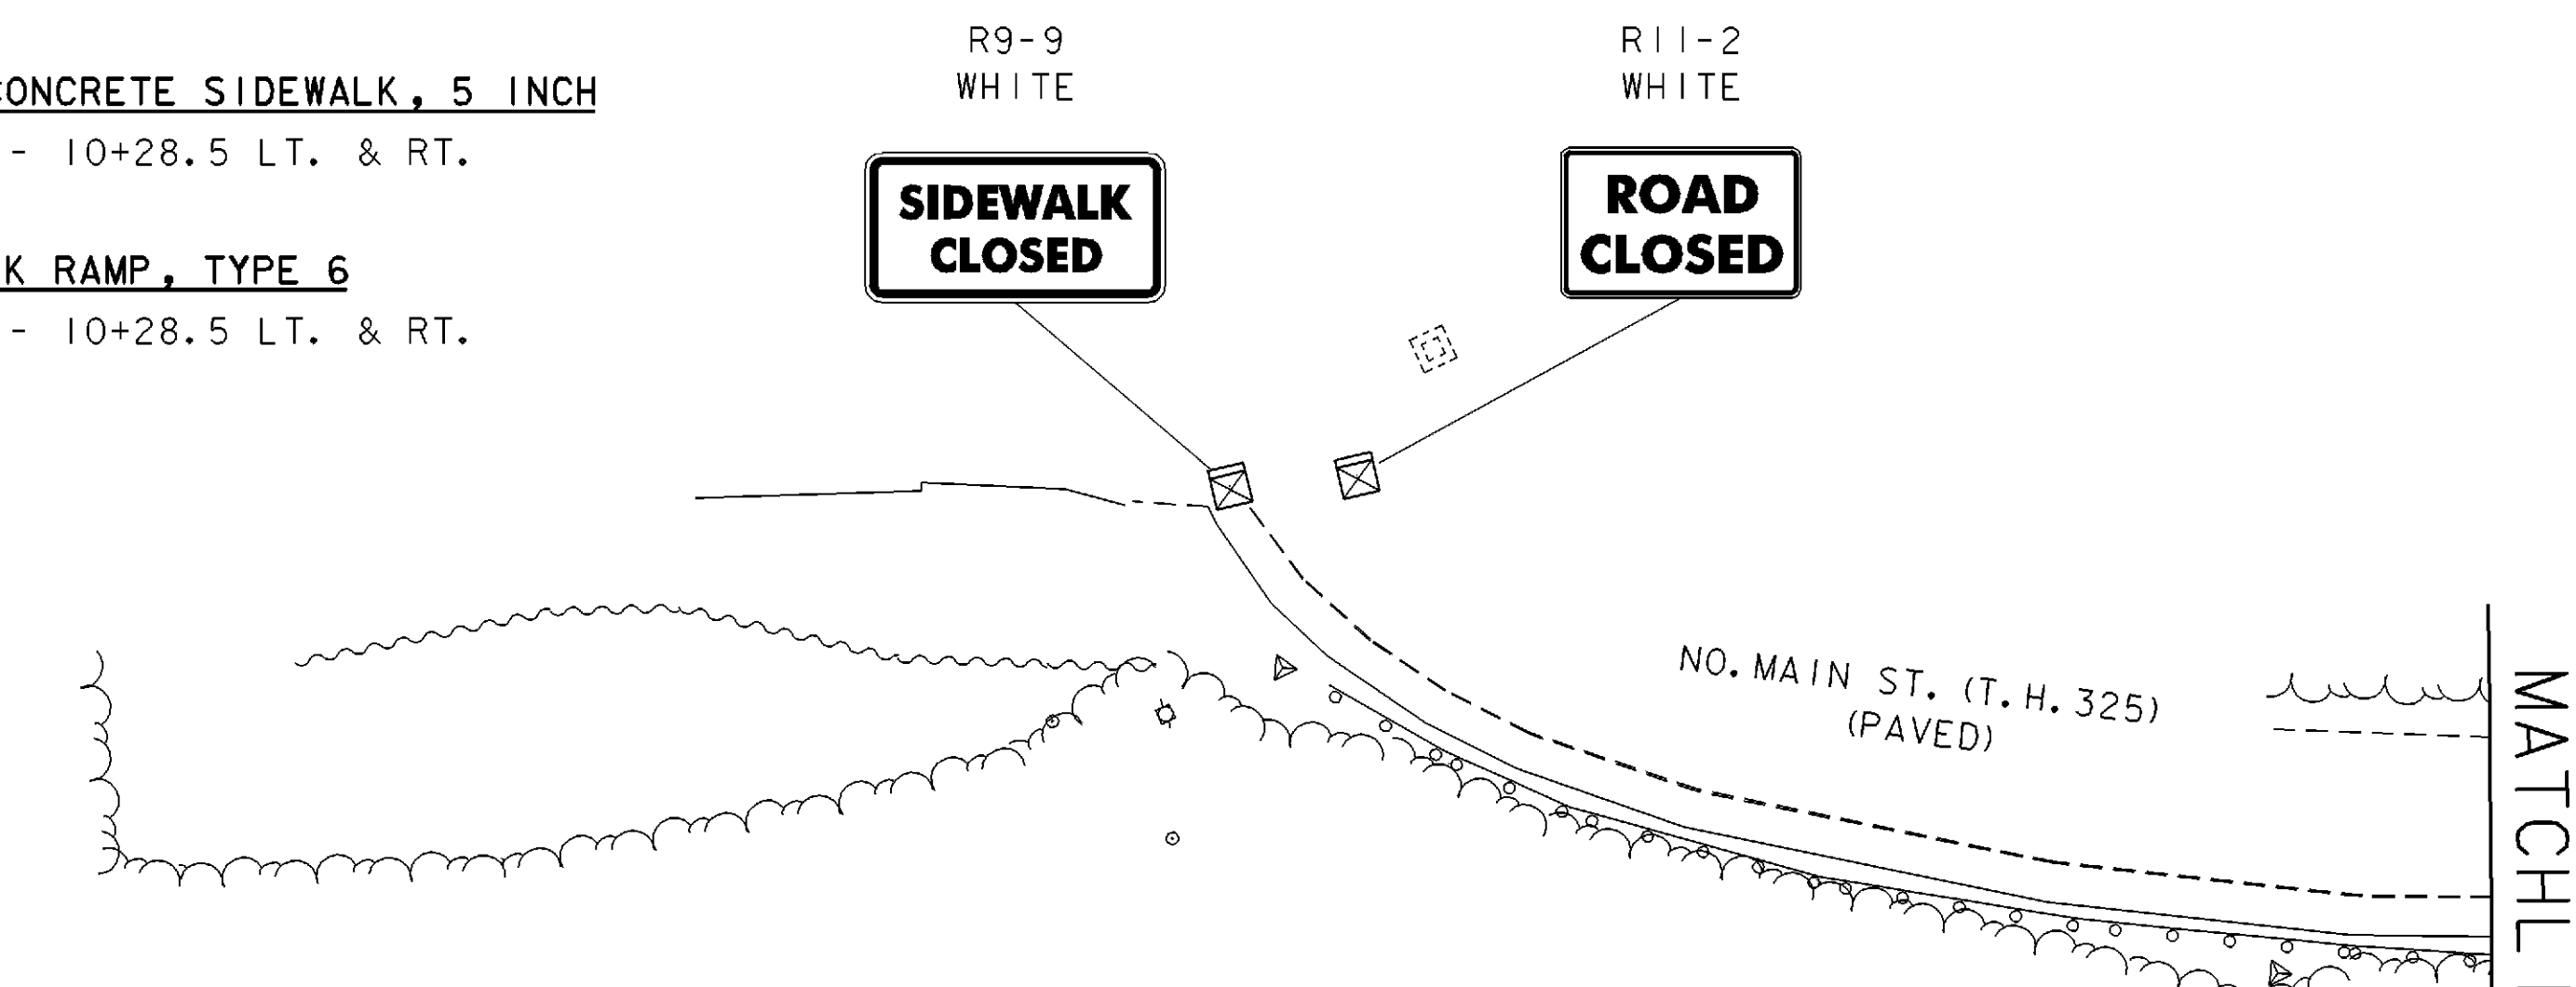 CONCRETE SIDEWALK, 5 INCH
- 10+28.5 LT. & RT.
K RAMP, TYPE 6
- 10+28.5 LT. & RT.
R9-9
WHITE
SIDEWALK
CLOSED
R11-2
WHITE
ROAD
CLOSED
NO. MAIN ST. (T.H. 325)
(PAVED)
MATCHL